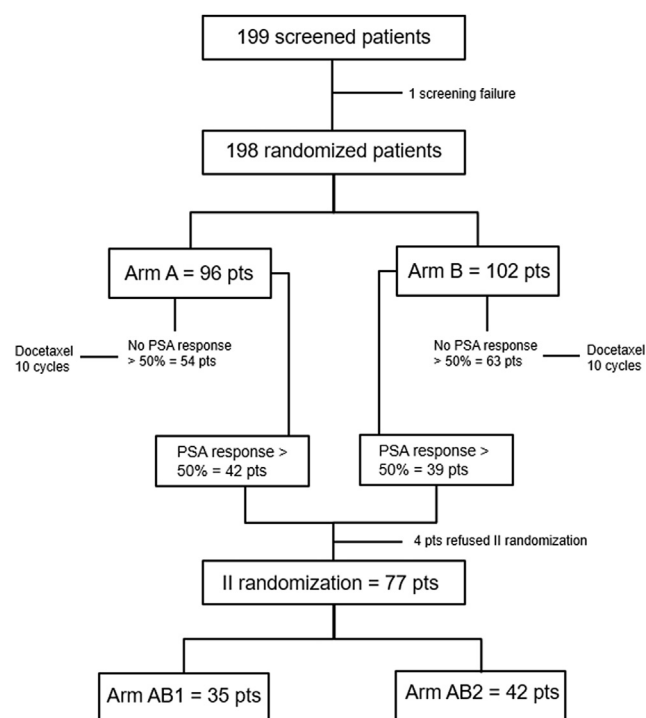 199 screened patients
1 screening failure
198 randomized patients
Arm A = 96 pts
Arm B = 102 pts
Docetaxel
10 cycles
No PSA response
> 50% = 54 pts
No PSA response
> 50% = 63 pts
Docetaxel
10 cycles
PSA response >
50% = 42 pts
PSA response >
50% = 39 pts
4 pts refused II randomization
II randomization = 77 pts
Arm AB1 = 35 pts
Arm AB2 = 42 pts